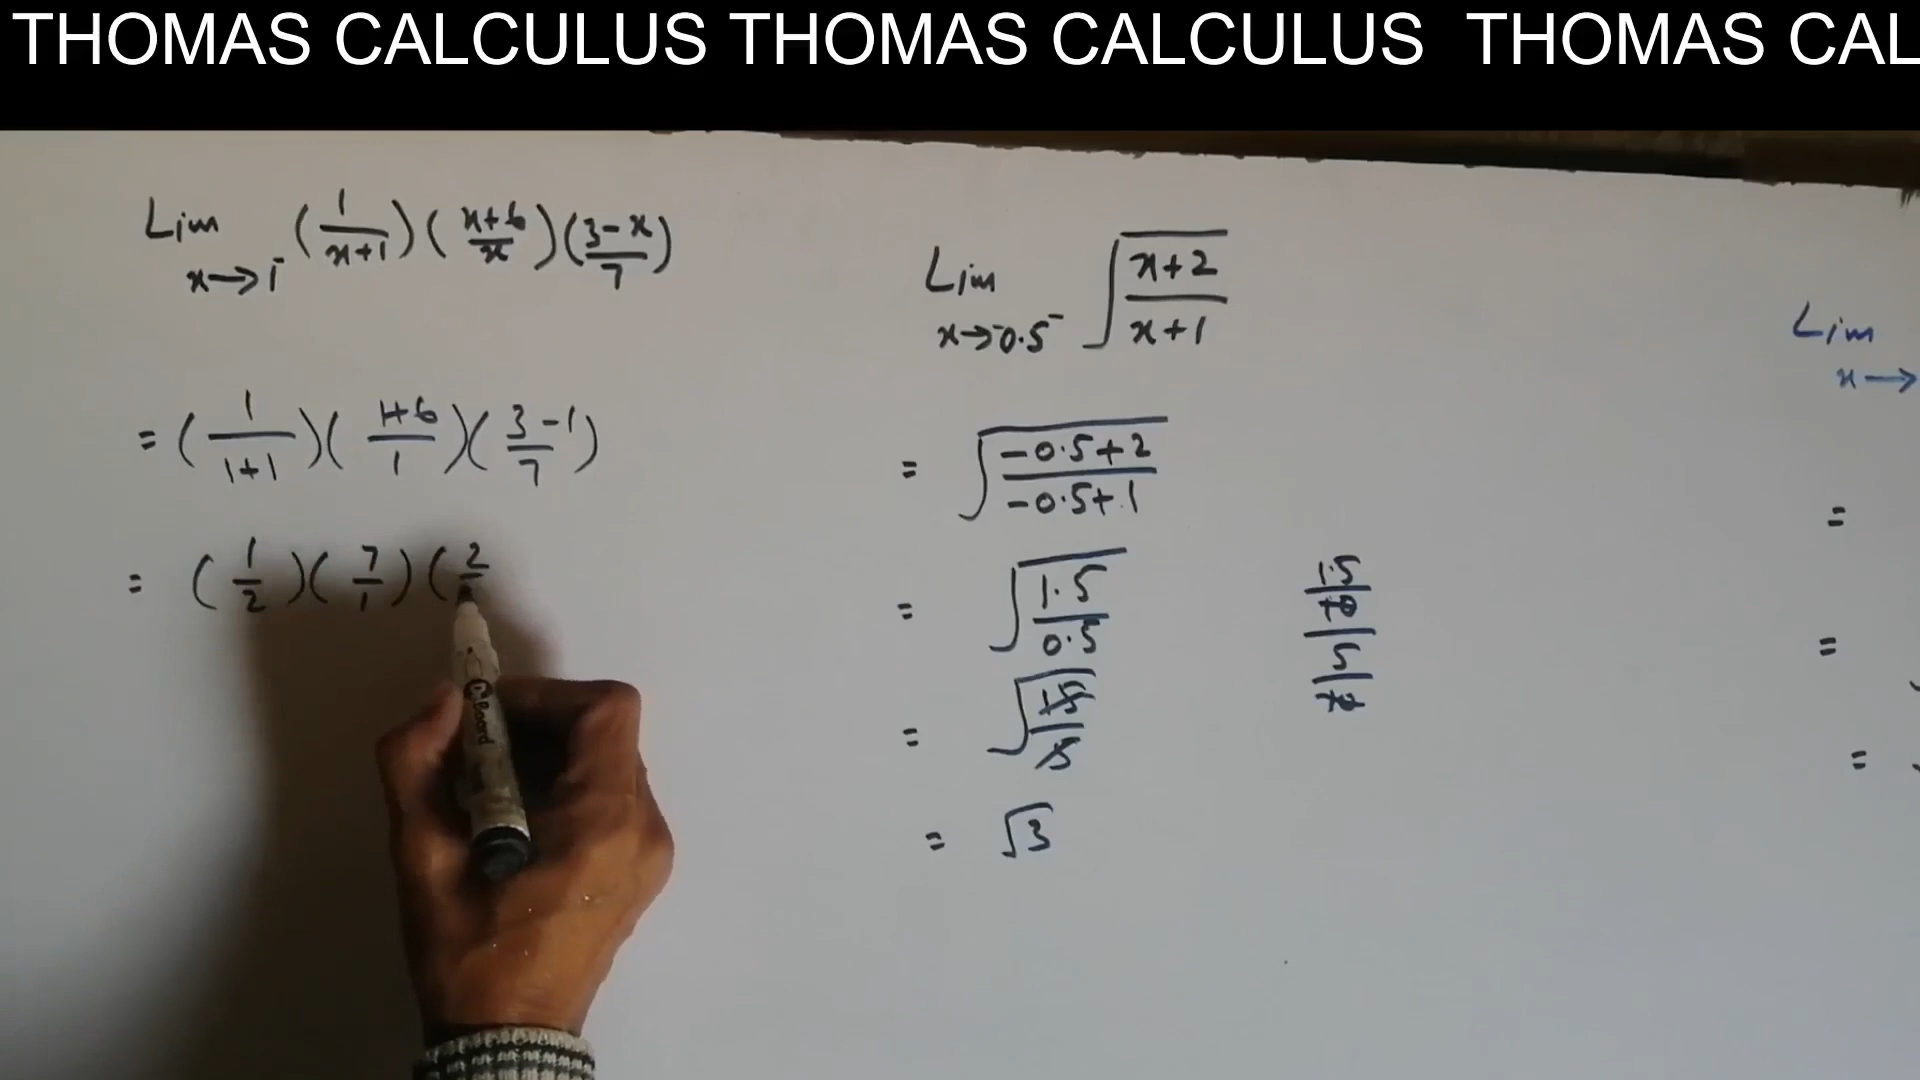 THOMAS CALCULUS THOMAS CALCULUS THOMAS CAL
Lim x→1⁻ (1/(x+1)) ((x+6)/x) ((3-x)/7)
= (1/(1+1)) ((1+6)/1) ((3-1)/7)
= (1/2) (7/1) (2/
Lim x→-0.5⁻ √((x+2)/(x+1))
= √((-0.5+2)/(-0.5+1))
= √(1.5/0.5)
= √(15/5)
= √3
1.5/10
5/10
Lim x→
=
=
=
Board